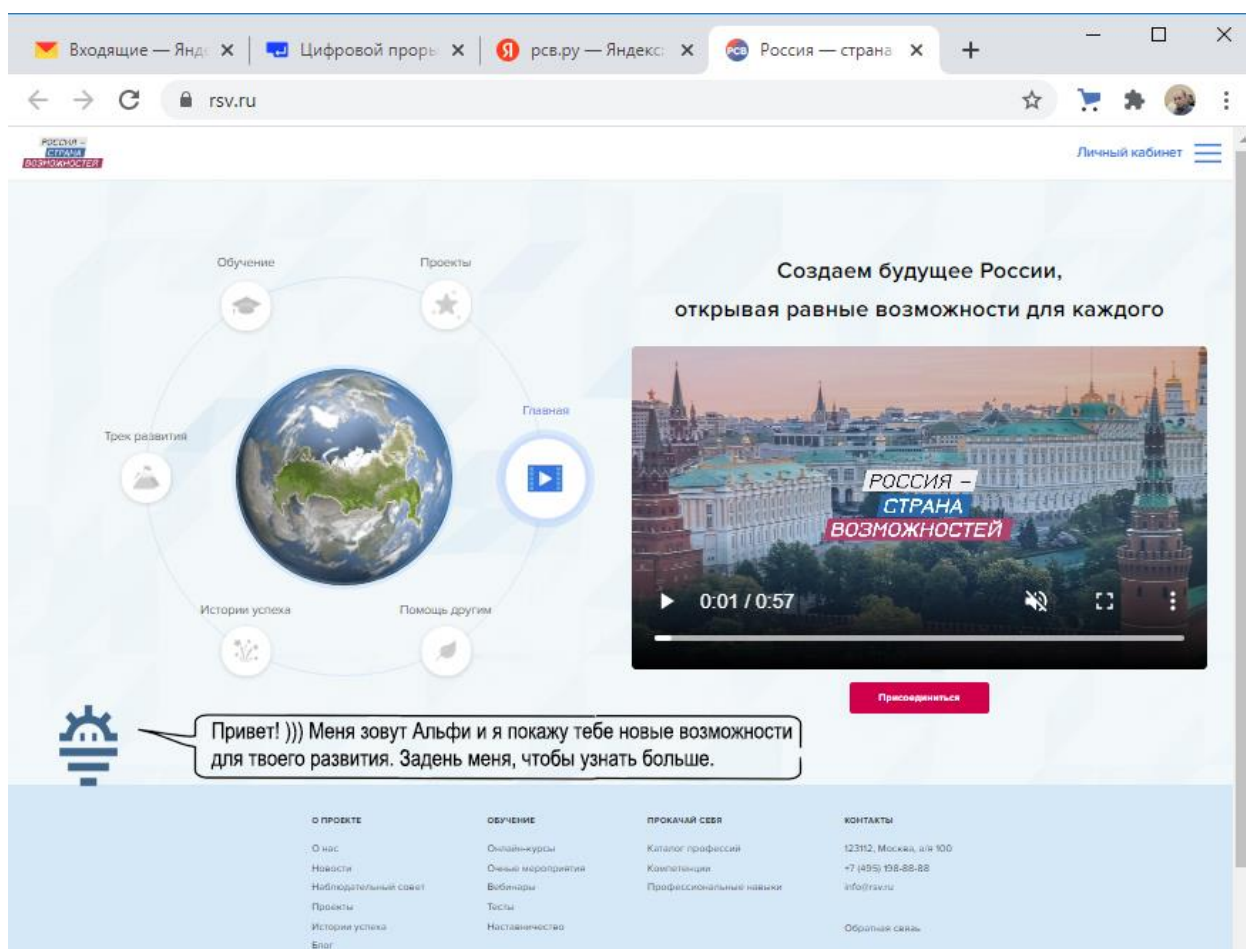 Входящие — Янд
Цифровой проры
рсв.ру — Яндекс
РСВ
Россия — страна
rsv.ru
РОССИЯ –
СТРАНА
ВОЗМОЖНОСТЕЙ
Личный кабинет
Обучение
Проекты
Создаем будущее России,
открывая равные возможности для каждого
Главная
Трек развития
РОССИЯ –
СТРАНА
ВОЗМОЖНОСТЕЙ
0:01 / 0:57
Истории успеха
Помощь другим
Присоединиться
Привет! ))) Меня зовут Альфи и я покажу тебе новые возможности
для твоего развития. Задень меня, чтобы узнать больше.
О ПРОЕКТЕ
О нас
Новости
Наблюдательный совет
Проекты
Истории успеха
Блог
ОБУЧЕНИЕ
Онлайн-курсы
Очные мероприятия
Вебинары
Тесты
Наставничество
ПРОКАЧАЙ СЕБЯ
Каталог профессий
Компетенции
Профессиональные навыки
КОНТАКТЫ
123112, Москва, а/я 100
+7 (495) 198-88-88
info@rsv.ru
Обратная связь